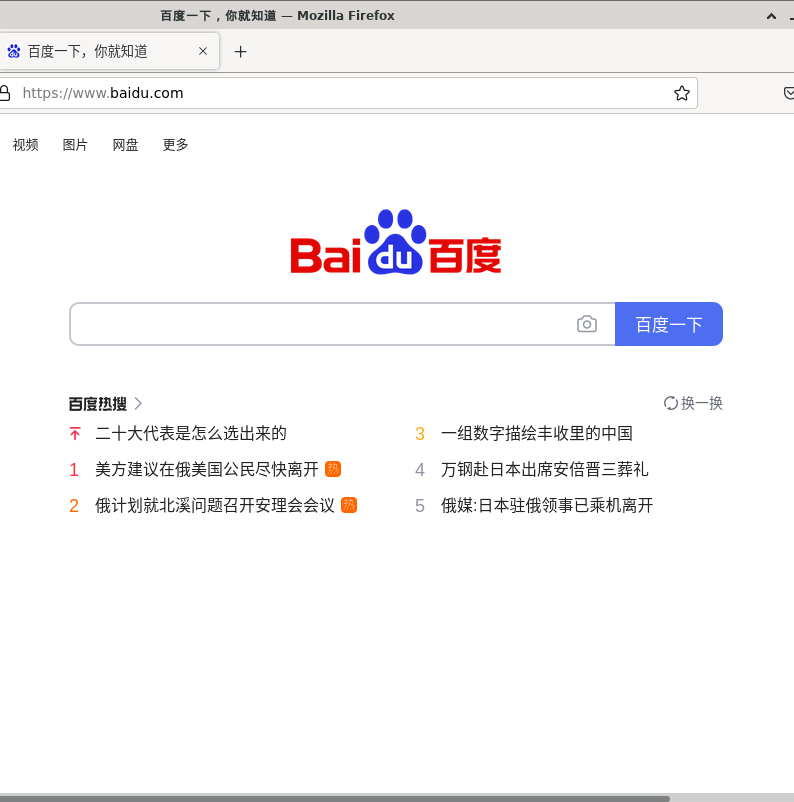 百度一下，你就知道 — Mozilla Firefox
百度一下，你就知道
https://www.baidu.com
视频 图片 网盘 更多
Bai du 百度
百度一下
百度热搜 换一换
二十大代表是怎么选出来的
1 美方建议在俄美国公民尽快离开 热
2 俄计划就北溪问题召开安理会会议 热
3 一组数字描绘丰收里的中国
4 万钢赴日本出席安倍晋三葬礼
5 俄媒:日本驻俄领事已乘机离开